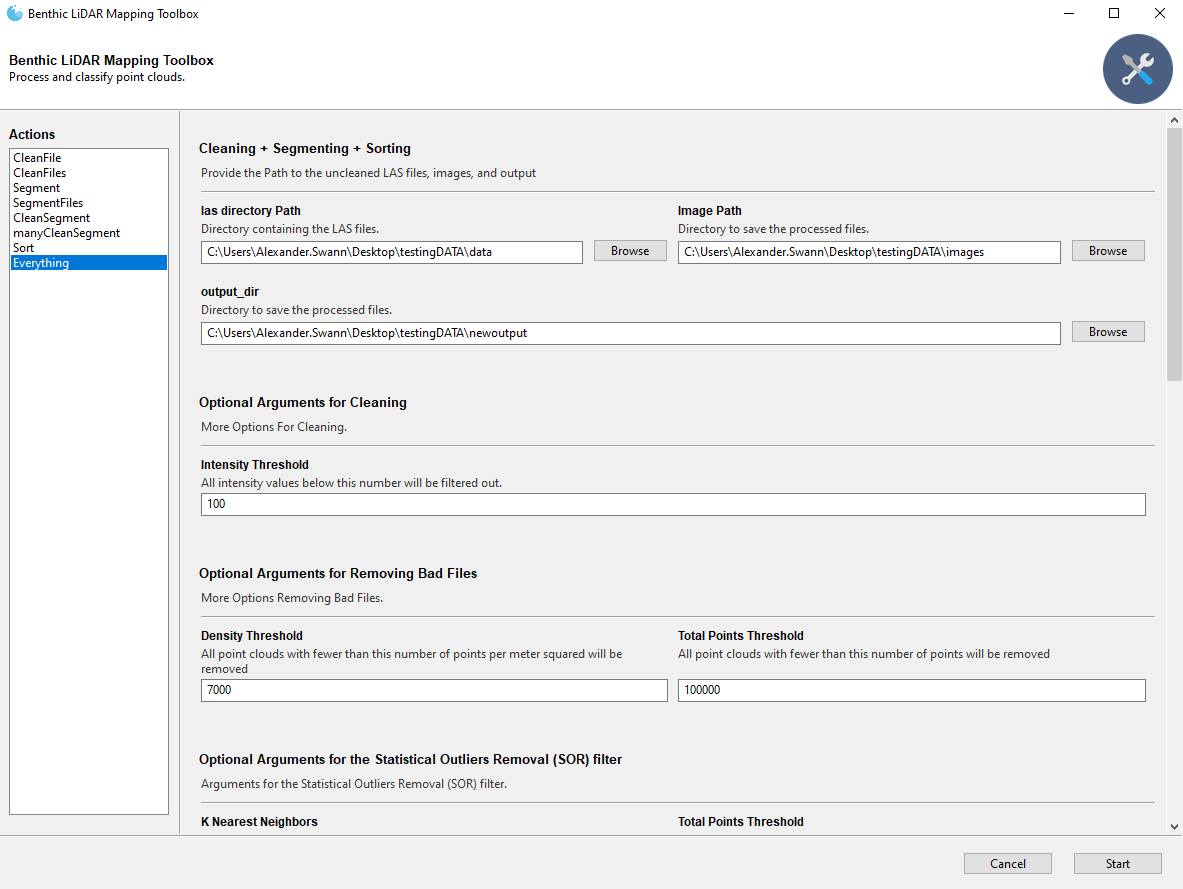 Benthic LiDAR Mapping Toolbox
Benthic LiDAR Mapping Toolbox
Process and classify point clouds.
Actions
CleanFile
CleanFiles
Segment
SegmentFiles
CleanSegment
manyCleanSegment
Sort
Everything
Cleaning + Segmenting + Sorting
Provide the Path to the uncleaned LAS files, images, and output
las directory Path
Directory containing the LAS files.
C:\Users\Alexander.Swann\Desktop\testingDATA\data
Browse
Image Path
Directory to save the processed files.
C:\Users\Alexander.Swann\Desktop\testingDATA\images
Browse
output_dir
Directory to save the processed files.
C:\Users\Alexander.Swann\Desktop\testingDATA\newoutput
Browse
Optional Arguments for Cleaning
More Options For Cleaning.
Intensity Threshold
All intensity values below this number will be filtered out.
100
Optional Arguments for Removing Bad Files
More Options Removing Bad Files.
Density Threshold
All point clouds with fewer than this number of points per meter squared will be
removed
7000
Total Points Threshold
All point clouds with fewer than this number of points will be removed
100000
Optional Arguments for the Statistical Outliers Removal (SOR) filter
Arguments for the Statistical Outliers Removal (SOR) filter.
K Nearest Neighbors
Total Points Threshold
Cancel
Start